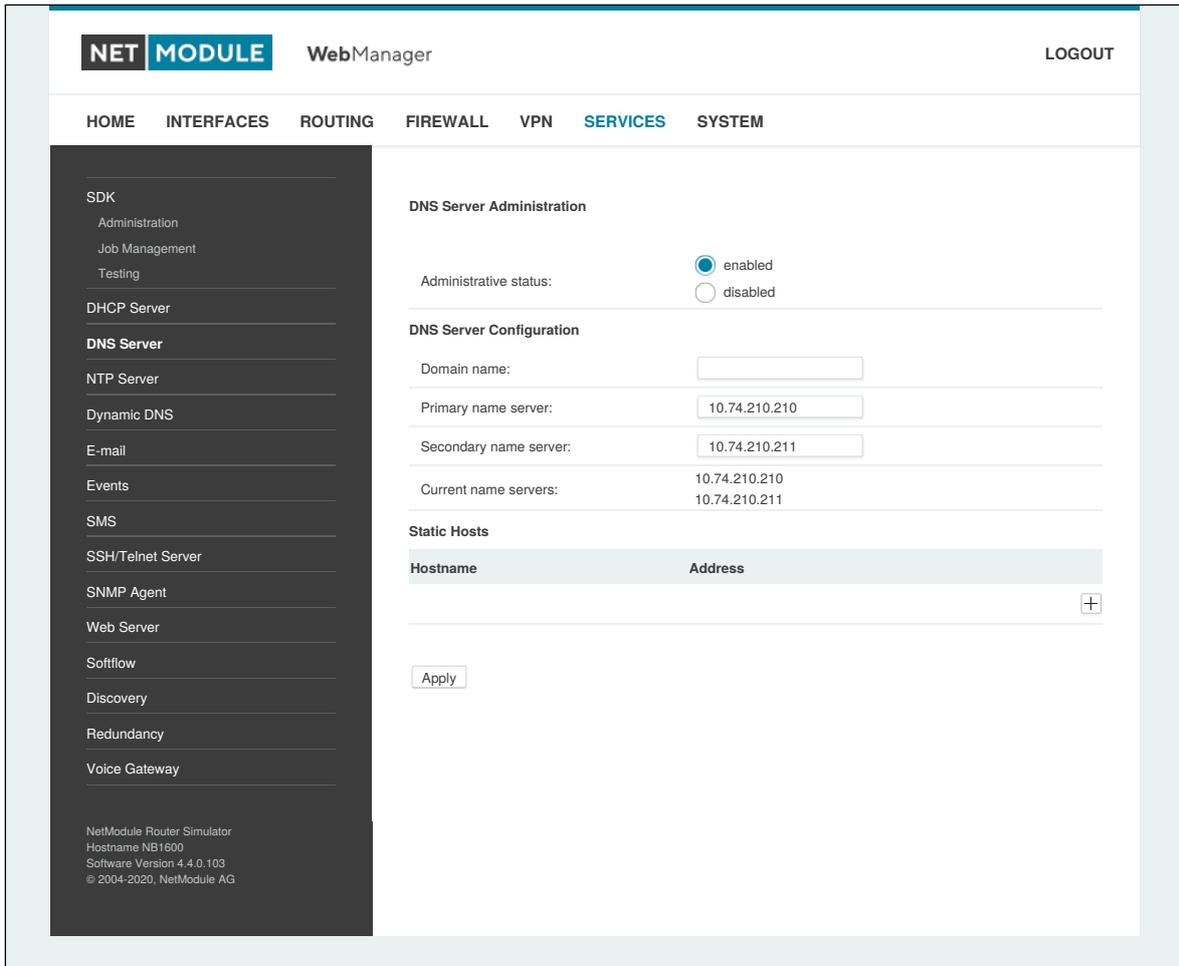 NET MODULE WebManager LOGOUT
HOME INTERFACES ROUTING FIREWALL VPN SERVICES SYSTEM
SDK
Administration
Job Management
Testing
DHCP Server
DNS Server
NTP Server
Dynamic DNS
E-mail
Events
SMS
SSH/Telnet Server
SNMP Agent
Web Server
Softflow
Discovery
Redundancy
Voice Gateway
NetModule Router Simulator
Hostname NB1600
Software Version 4.4.0.103
© 2004-2020, NetModule AG
DNS Server Administration
Administrative status:
enabled
disabled
DNS Server Configuration
Domain name:
Primary name server: 10.74.210.210
Secondary name server: 10.74.210.211
Current name servers:
10.74.210.210
10.74.210.211
Static Hosts
Hostname Address
Apply